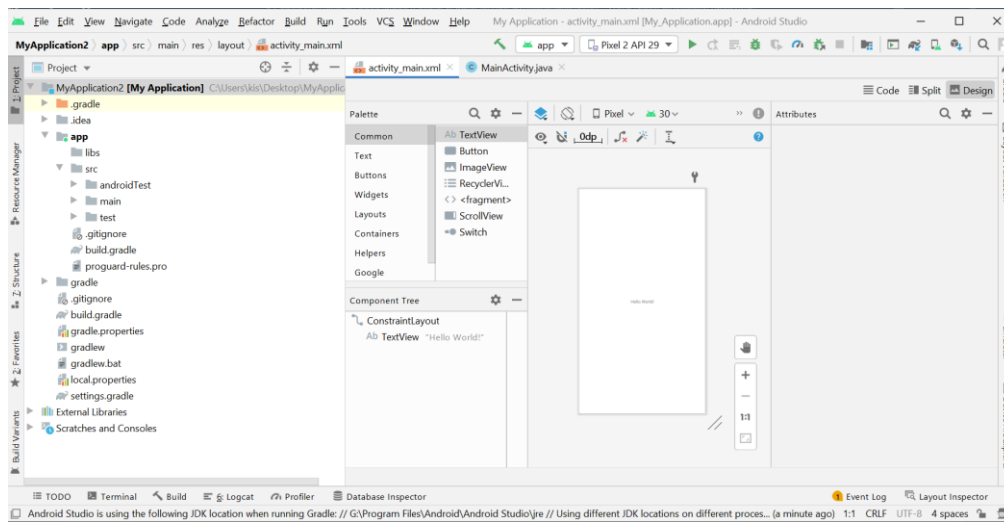 File Edit View Navigate Code Analyze Refactor Build Run Tools VCS Window Help My Application - activity_main.xml [My_Application.app] - Android Studio
MyApplication2 app src main res layout activity_main.xml app Pixel 2 API 29
Project activity_main.xml MainActivity.java
1: Project
Resource Manager
7: Structure
2: Favorites
Build Variants
MyApplication2 [My Application] C:\Users\kis\Desktop\MyApplic
.gradle
.idea
app
libs
src
androidTest
main
test
.gitignore
build.gradle
proguard-rules.pro
gradle
.gitignore
build.gradle
gradle.properties
gradlew
gradlew.bat
local.properties
settings.gradle
External Libraries
Scratches and Consoles
Code Split Design
Palette
Common
Text
Buttons
Widgets
Layouts
Containers
Helpers
Google
Ab TextView
Button
ImageView
RecyclerVi...
<fragment>
ScrollView
Switch
Component Tree
ConstraintLayout
Ab TextView "Hello World!"
Pixel 30 »
0dp
Hello World!
1:1
Attributes
TODO Terminal Build 6: Logcat Profiler Database Inspector 1 Event Log Layout Inspector
Android Studio is using the following JDK location when running Gradle: // G:\Program Files\Android\Android Studio\jre // Using different JDK locations on different proces... (a minute ago) 1:1 CRLF UTF-8 4 spaces